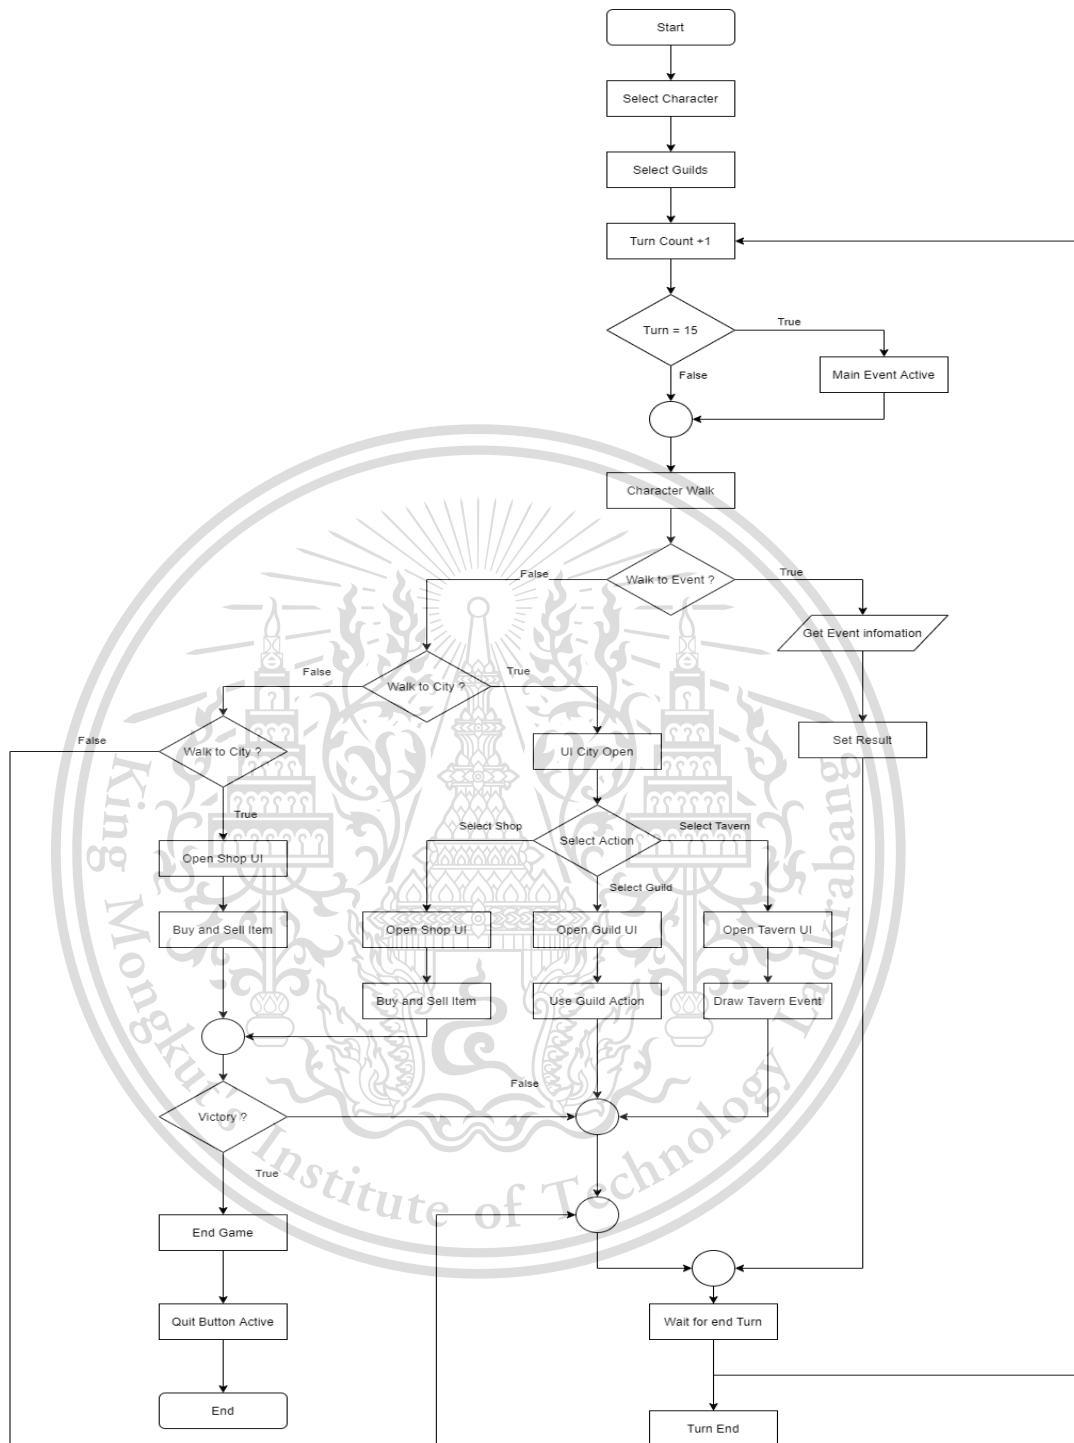 Start
Select Character
Select Guilds
Turn Count +1
Turn = 15
True
Main Event Active
False
Character Walk
Walk to Event ?
False
True
Get Event infomation
Walk to City ?
False
True
Set Result
Walk to City ?
False
UI City Open
True
Select Action
Select Shop
Select Tavern
Select Guild
Open Shop UI
Buy and Sell Item
Open Shop UI
Open Guild UI
Open Tavern UI
Buy and Sell Item
Use Guild Action
Draw Tavern Event
Victory ?
False
True
End Game
Wait for end Turn
Quit Button Active
End
Turn End
King Mongkut's Institute of Technology Ladkrabang